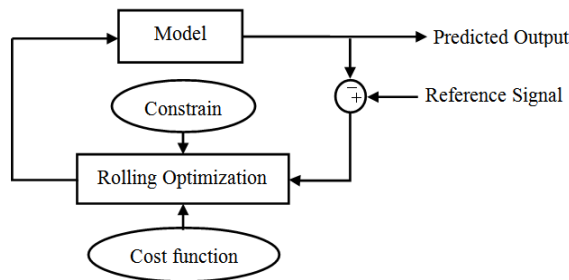 Model
Predicted Output
−
+
Reference Signal
Constrain
Rolling Optimization
Cost function